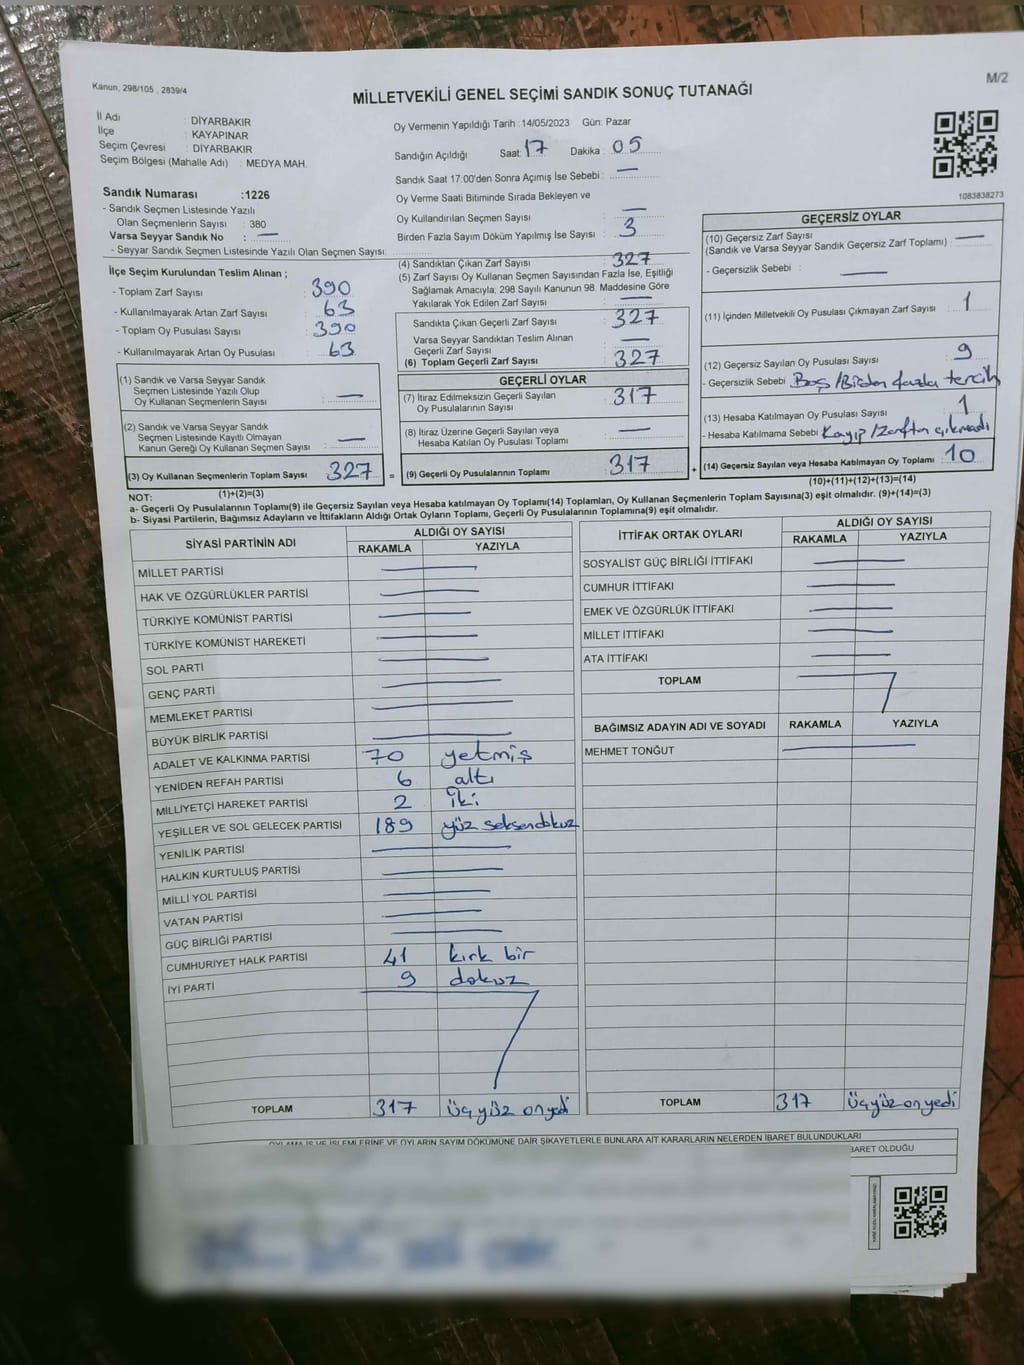 Kanun, 298/105 , 2839/4
M/2
MİLLETVEKİLİ GENEL SEÇİMİ SANDIK SONUÇ TUTANAĞI
İl Adı : DİYARBAKIR
İlçe : KAYAPINAR
Seçim Çevresi : DİYARBAKIR
Seçim Bölgesi (Mahalle Adı) : MEDYA MAH.
Sandık Numarası :1226
- Sandık Seçmen Listesinde Yazılı
Olan Seçmenlerin Sayısı : 380
Varsa Seyyar Sandık No : —
- Seyyar Sandık Seçmen Listesinde Yazılı Olan Seçmen Sayısı:
Oy Vermenin Yapıldığı Tarih :14/05/2023 Gün: Pazar
Sandığın Açıldığı Saat: 17 Dakika : 05
Sandık Saat 17:00'den Sonra Açımış İse Sebebi : —
Oy Verme Saati Bitiminde Sırada Bekleyen ve
Oy Kullandırılan Seçmen Sayısı —
Birden Fazla Sayım Döküm Yapılmış İse Sayısı : 3
1083838273
İlçe Seçim Kurulundan Teslim Alınan ;
- Toplam Zarf Sayısı : 390
- Kullanılmayarak Artan Zarf Sayısı : 63
- Toplam Oy Pusulası Sayısı : 390
- Kullanılmayarak Artan Oy Pusulası : 63
(1) Sandık ve Varsa Seyyar Sandık
Seçmen Listesinde Yazılı Olup
Oy Kullanan Seçmenlerin Sayısı —
(2) Sandık ve Varsa Seyyar Sandık
Seçmen Listesinde Kayıtlı Olmayan
Kanun Gereği Oy Kullanan Seçmen Sayısı —
(3) Oy Kullanan Seçmenlerin Toplam Sayısı 327 =
(1)+(2)=(3)
(4) Sandıktan Çıkan Zarf Sayısı : 327
(5) Zarf Sayısı Oy Kullanan Seçmen Sayısından Fazla İse, Eşitliği
Sağlamak Amacıyla; 298 Sayılı Kanunun 98. Maddesine Göre
Yakılarak Yok Edilen Zarf Sayısı : —
Sandıkta Çıkan Geçerli Zarf Sayısı : 327
Varsa Seyyar Sandıktan Teslim Alınan
Geçerli Zarf Sayısı : —
(6) Toplam Geçerli Zarf Sayısı : 327
GEÇERLİ OYLAR
(7) İtiraz Edilmeksizin Geçerli Sayılan
Oy Pusulalarının Sayısı : 317
(8) İtiraz Üzerine Geçerli Sayılan veya
Hesaba Katılan Oy Pusulası Toplamı : —
(9) Geçerli Oy Pusulalarının Toplamı : 317 +
GEÇERSİZ OYLAR
(10) Geçersiz Zarf Sayısı : —
(Sandık ve Varsa Seyyar Sandık Geçersiz Zarf Toplamı)
- Geçersizlik Sebebi : —
(11) İçinden Milletvekili Oy Pusulası Çıkmayan Zarf Sayısı : 1
(12) Geçersiz Sayılan Oy Pusulası Sayısı : 9
- Geçersizlik Sebebi : Boş/Birden fazla tercih
(13) Hesaba Katılmayan Oy Pusulası Sayısı : 1
- Hesaba Katılmama Sebebi : Kayıp/Zarftan çıkmadı
(14) Geçersiz Sayılan veya Hesaba Katılmayan Oy Toplamı : 10
(10)+(11)+(12)+(13)=(14)
NOT:
a- Geçerli Oy Pusulalarının Toplamı(9) ile Geçersiz Sayılan veya Hesaba katılmayan Oy Toplamı(14) Toplamları, Oy Kullanan Seçmenlerin Toplam Sayısına(3) eşit olmalıdır. (9)+(14)=(3)
b- Siyasi Partilerin, Bağımsız Adayların ve İttifakların Aldığı Ortak Oyların Toplamı, Geçerli Oy Pusulalarının Toplamına(9) eşit olmalıdır.
SİYASİ PARTİNİN ADI ALDIĞI OY SAYISI
RAKAMLA YAZIYLA
MİLLET PARTİSİ —
HAK VE ÖZGÜRLÜKLER PARTİSİ —
TÜRKİYE KOMÜNİST PARTİSİ —
TÜRKİYE KOMÜNİST HAREKETİ —
SOL PARTİ —
GENÇ PARTİ —
MEMLEKET PARTİSİ —
BÜYÜK BİRLİK PARTİSİ —
ADALET VE KALKINMA PARTİSİ 70 yetmiş
YENİDEN REFAH PARTİSİ 6 altı
MİLLİYETÇİ HAREKET PARTİSİ 2 iki
YEŞİLLER VE SOL GELECEK PARTİSİ 189 yüz seksendokuz
YENİLİK PARTİSİ —
HALKIN KURTULUŞ PARTİSİ —
MİLLİ YOL PARTİSİ —
VATAN PARTİSİ —
GÜÇ BİRLİĞİ PARTİSİ —
CUMHURİYET HALK PARTİSİ 41 kırk bir
İYİ PARTİ 9 dokuz
TOPLAM 317 üçyüz onyedi
İTTİFAK ORTAK OYLARI ALDIĞI OY SAYISI
RAKAMLA YAZIYLA
SOSYALİST GÜÇ BİRLİĞİ İTTİFAKI —
CUMHUR İTTİFAKI —
EMEK VE ÖZGÜRLÜK İTTİFAKI —
MİLLET İTTİFAKI —
ATA İTTİFAKI —
TOPLAM —
BAĞIMSIZ ADAYIN ADI VE SOYADI RAKAMLA YAZIYLA
MEHMET TONĞUT —
TOPLAM 317 üçyüz onyedi
OYLAMA İŞ VE İŞLEMLERİNE VE OYLARIN SAYIM DÖKÜMÜNE DAİR ŞİKAYETLERLE BUNLARA AİT KARARLARIN NELERDEN İBARET BULUNDUKLARI
BARET OLDUĞU